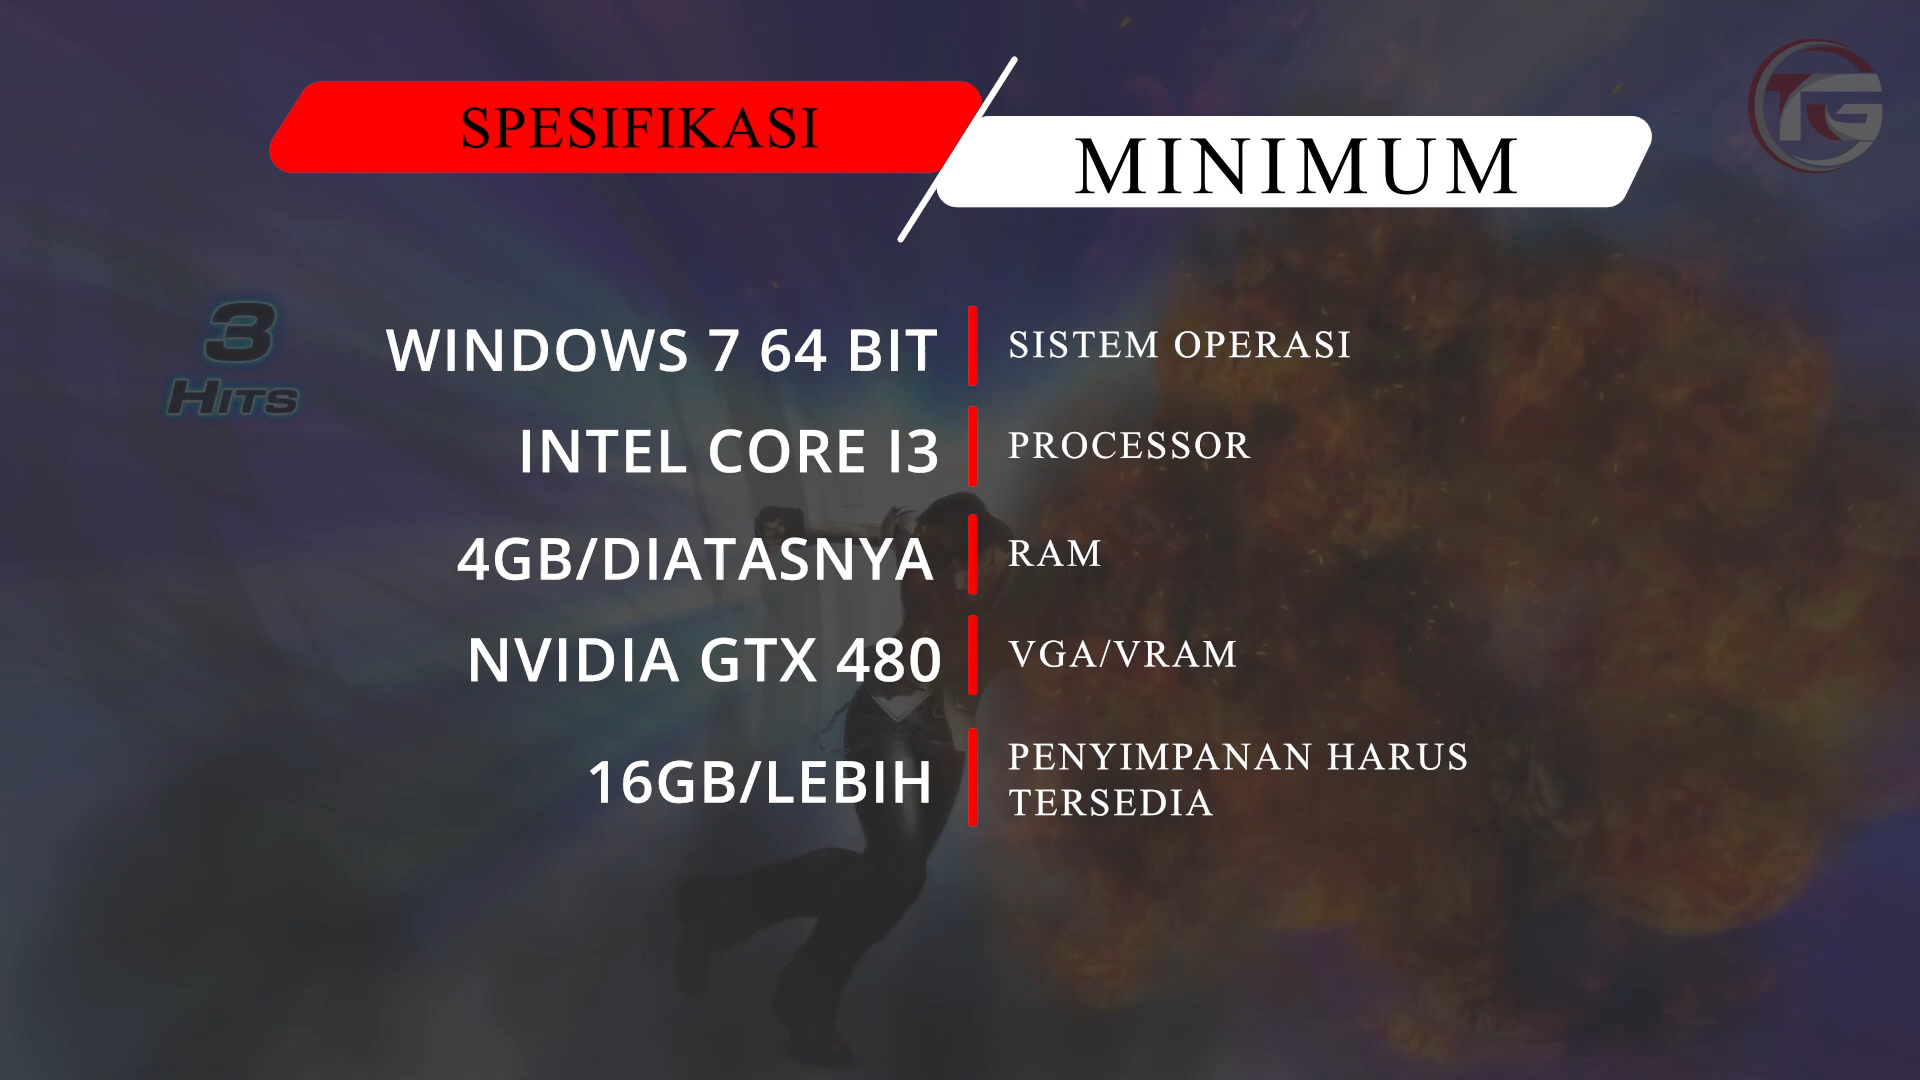 SPESIFIKASI
MINIMUM
TG
3
HITS
WINDOWS 7 64 BIT
SISTEM OPERASI
INTEL CORE I3
PROCESSOR
4GB/DIATASNYA
RAM
NVIDIA GTX 480
VGA/VRAM
16GB/LEBIH
PENYIMPANAN HARUS
TERSEDIA